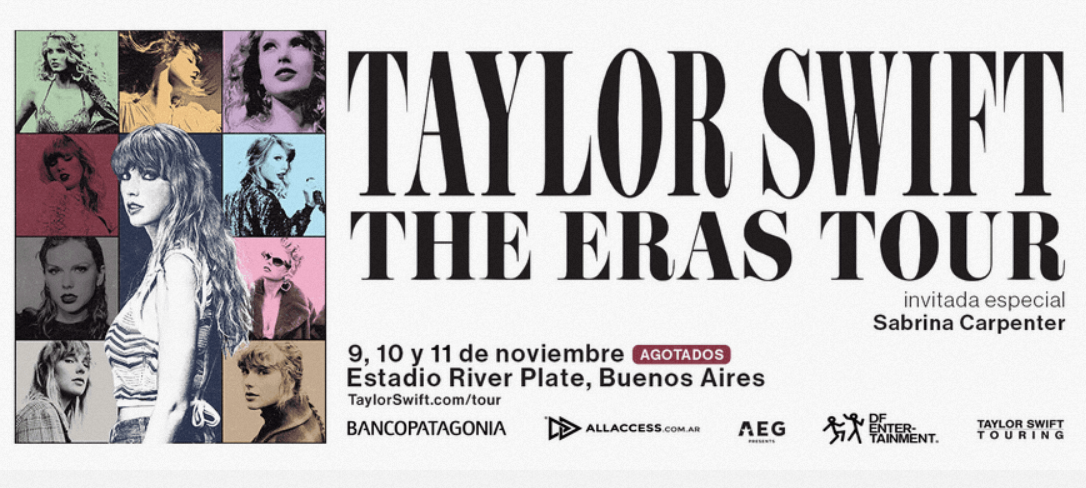 TAYLOR SWIFT
THE ERAS TOUR
invitada especial
Sabrina Carpenter
9, 10 y 11 de noviembre AGOTADOS
Estadio River Plate, Buenos Aires
TaylorSwift.com/tour
BANCOPATAGONIA
ALLACCESS.COM.AR
AEG
PRESENTS
DF
ENTER-
TAINMENT.
TAYLOR SWIFT
TOURING